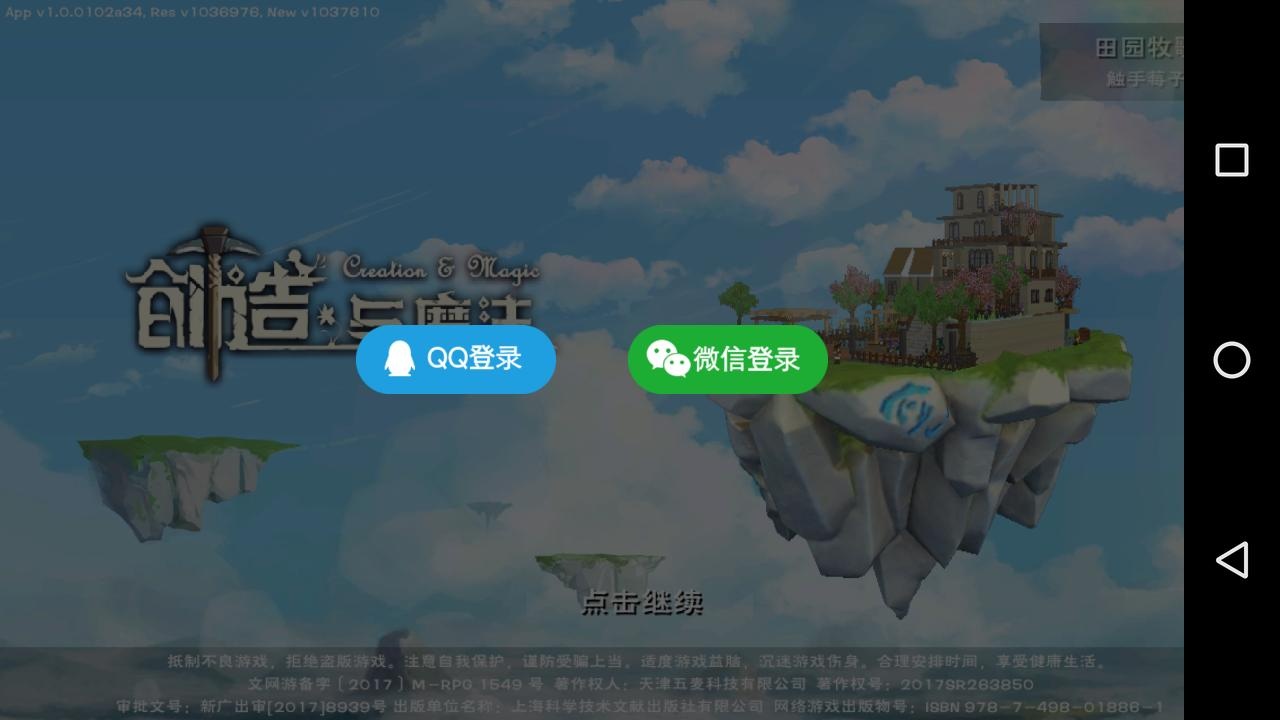 App v1.0.0102a34, Res v1036976, New v1037610
田园牧
触手莓子
Creation & Magic
创造与魔法
QQ登录
微信登录
点击继续
抵制不良游戏，拒绝盗版游戏。注意自我保护，谨防受骗上当。适度游戏益脑，沉迷游戏伤身。合理安排时间，享受健康生活。
文网游备字〔2017〕M-RPG 1549 号 著作权人：天津五麦科技有限公司 著作权号：2017SR263850
审批文号：新广出审[2017]8939号 出版单位名称：上海科学技术文献出版社有限公司 网络游戏出版物号：ISBN 978-7-498-01886-1